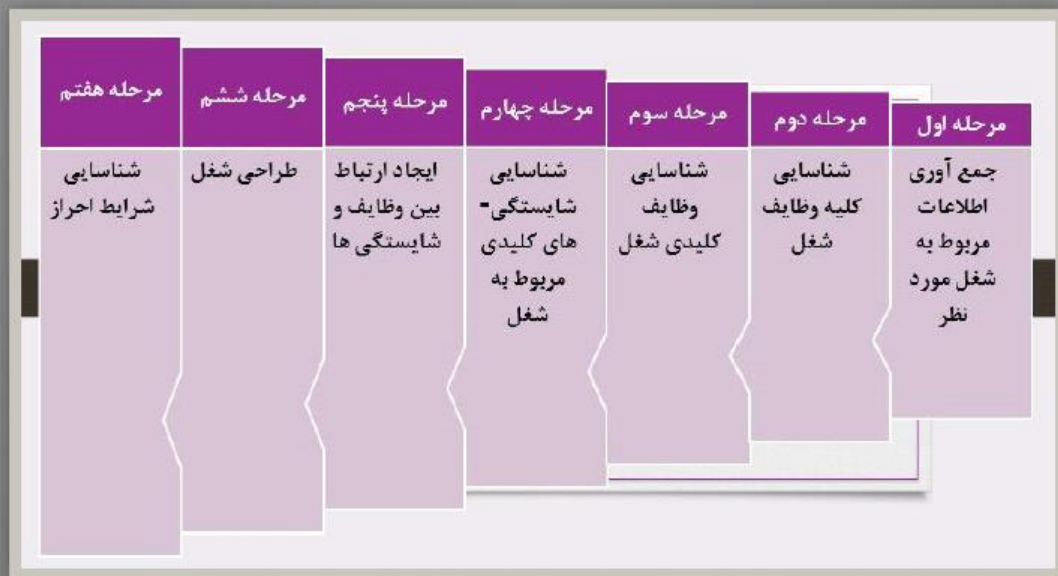 مرحله اول
جمع آوری
اطلاعات
مربوط به
شغل مورد
نظر
مرحله دوم
شناسایی
کلیه وظایف
شغل
مرحله سوم
شناسایی
وظایف
کلیدی شغل
مرحله چهارم
شناسایی
شایستگی-
های کلیدی
مربوط به
شغل
مرحله پنجم
ایجاد ارتباط
بین وظایف و
شایستگی ها
مرحله ششم
طراحی شغل
مرحله هفتم
شناسایی
شرایط احراز